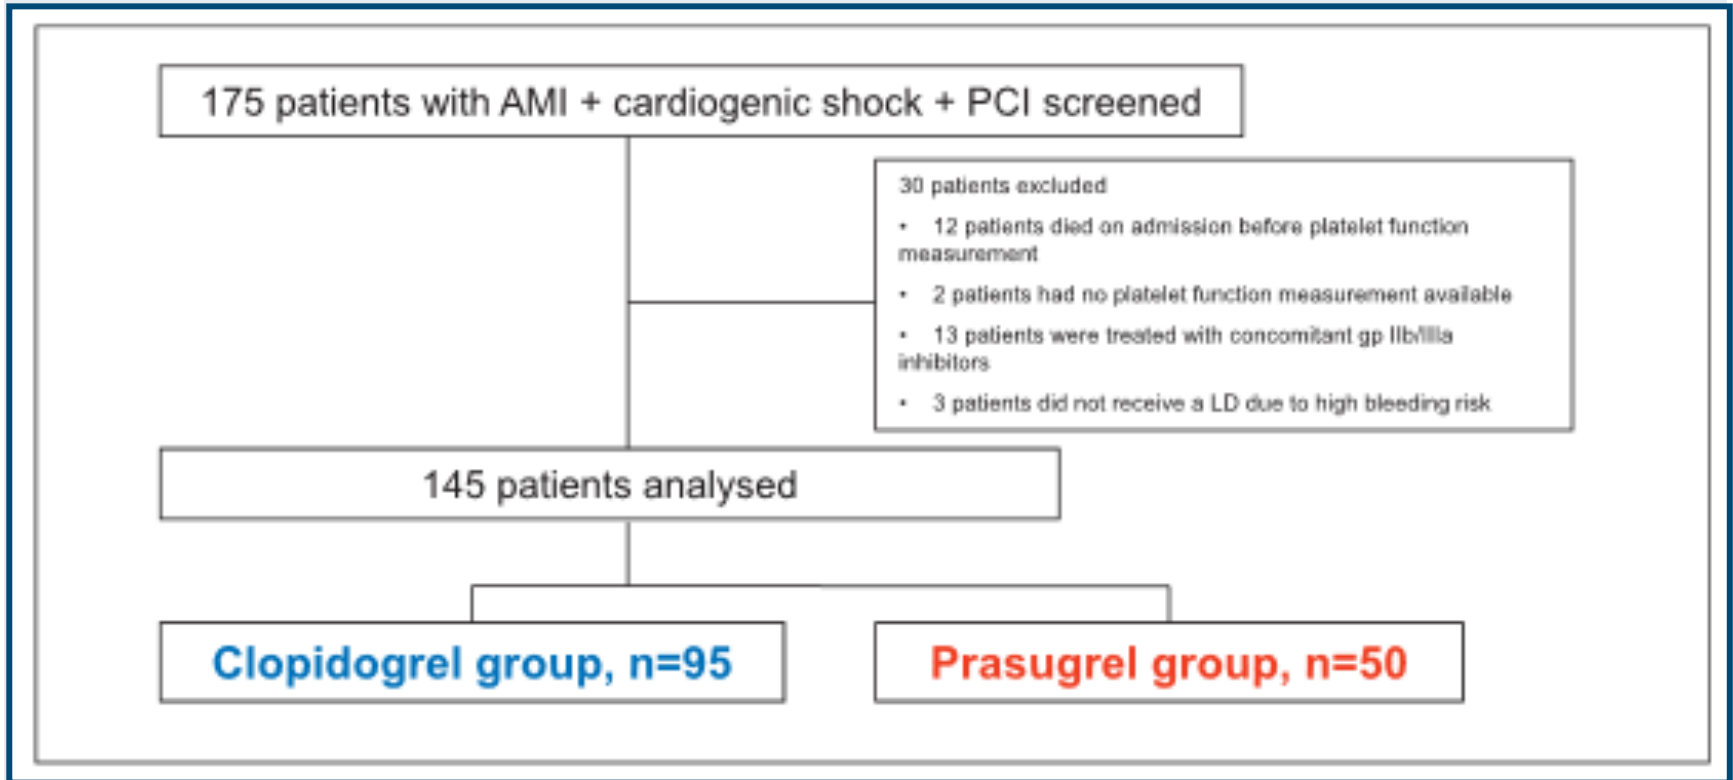 175 patients with AMI + cardiogenic shock + PCI screened
30 patients excluded
• 12 patients died on admission before platelet function
measurement
• 2 patients had no platelet function measurement available
• 13 patients were treated with concomitant gp IIb/IIIa
inhibitors
• 3 patients did not receive a LD due to high bleeding risk
145 patients analysed
Clopidogrel group, n=95
Prasugrel group, n=50